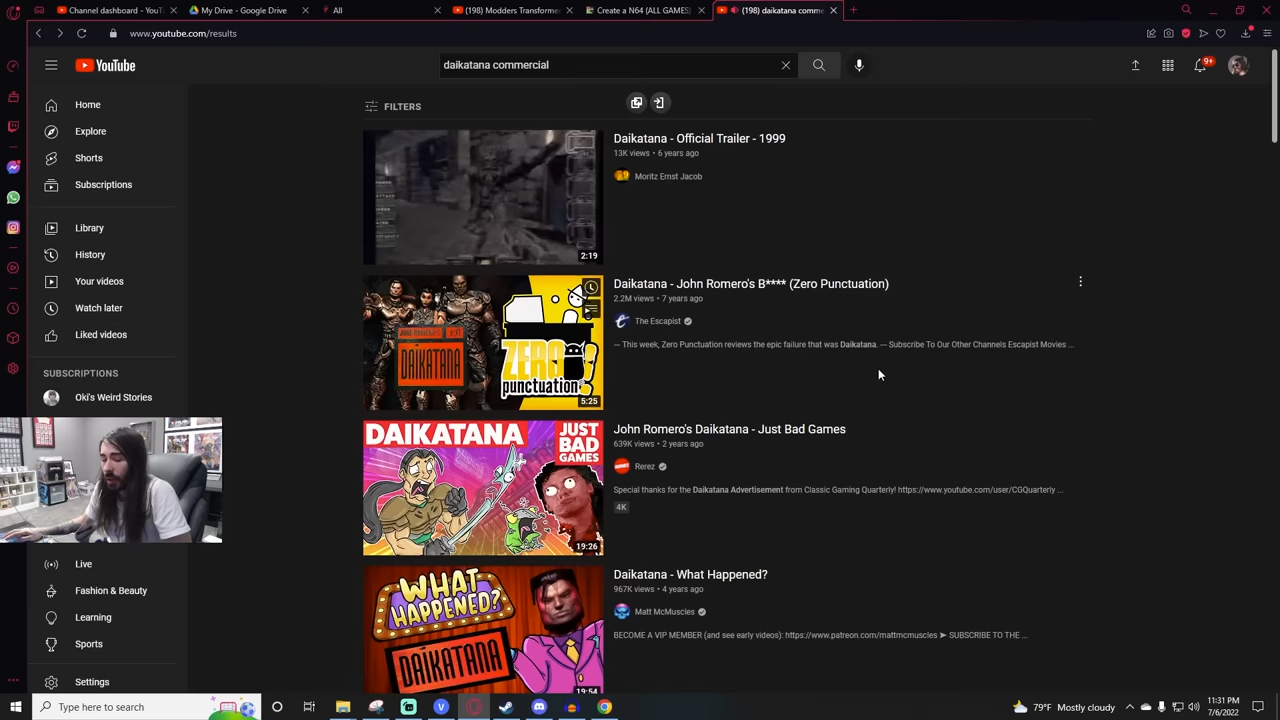 Channel dashboard - YouTu
My Drive - Google Drive
All
(198) Modders Transforme
Create a N64 (ALL GAMES)
(198) daikatana comme
www.youtube.com/results
YouTube
daikatana commercial
9+
Home
Explore
Shorts
Subscriptions
Library
History
Your videos
Watch later
Liked videos
SUBSCRIPTIONS
Oki's Weird Stories
Live
Fashion & Beauty
Learning
Sports
Settings
FILTERS
2:19
Daikatana - Official Trailer - 1999
13K views • 6 years ago
Moritz Ernst Jacob
DAIKATANA
ZERO
punctuation
5:25
Daikatana - John Romero's B**** (Zero Punctuation)
2.2M views • 7 years ago
The Escapist
— This week, Zero Punctuation reviews the epic failure that was Daikatana. — Subscribe To Our Other Channels Escapist Movies ...
DAIKATANA
JUST
BAD
GAMES
19:26
John Romero's Daikatana - Just Bad Games
639K views • 2 years ago
Rerez
Special thanks for the Daikatana Advertisement from Classic Gaming Quarterly! https://www.youtube.com/user/CGQuarterly ...
4K
WHAT
HAPPENED?
DAIKATANA
19:54
Daikatana - What Happened?
967K views • 4 years ago
Matt McMuscles
BECOME A VIP MEMBER (and see early videos): https://www.patreon.com/mattmcmuscles ➤ SUBSCRIBE TO THE ...
Type here to search
79°F Mostly cloudy
11:31 PM
7/6/2022